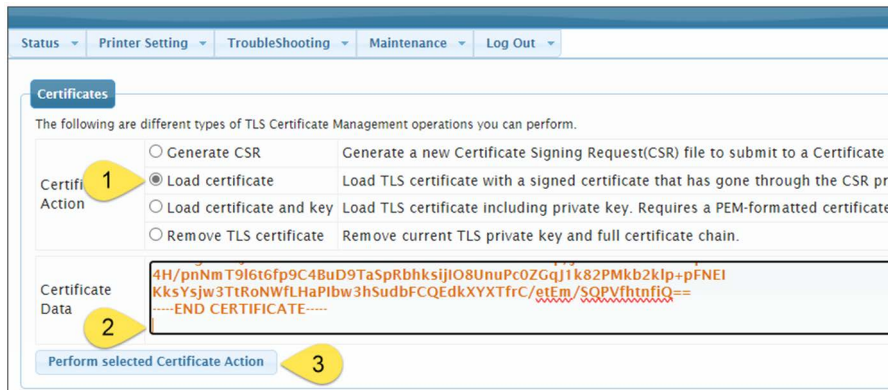 Status Printer Setting TroubleShooting Maintenance Log Out
Certificates
The following are different types of TLS Certificate Management operations you can perform.
Generate CSR Generate a new Certificate Signing Request(CSR) file to submit to a Certificate
1
Load certificate Load TLS certificate with a signed certificate that has gone through the CSR pr
Action
Load certificate and key Load TLS certificate including private key. Requires a PEM-formatted certificate
Remove TLS certificate Remove current TLS private key and full certificate chain.
4H/pnNmT9l6t6fp9C4BuD9TaSpRbhksijIO8UnuPc0ZGqJ1k82PMkb2klp+pFNEI
Certificate
KksYsjw3TtRoNWfLHaPIbw3hSudbFCQEdkXYXTfrC/etEm/SQPVfhtnfiQ==
Data
-----END CERTIFICATE-----
2
Perform selected Certificate Action 3